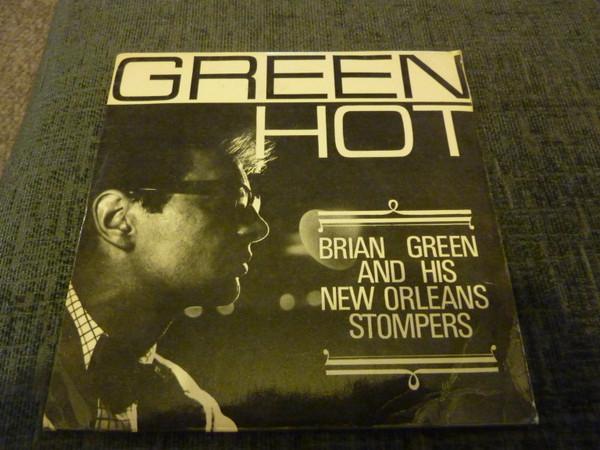 GREEN
HOT
BRIAN GREEN
AND HIS
NEW ORLEANS
STOMPERS